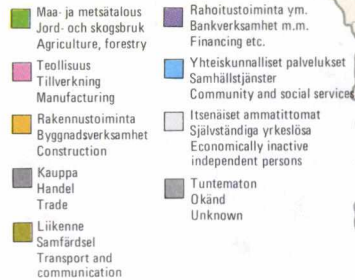 Maa- ja metsätalous
Jord- och skogsbruk
Agriculture, forestry
Teollisuus
Tillverkning
Manufacturing
Rakennustoiminta
Byggnadsverksamhet
Construction
Kauppa
Handel
Trade
Liikenne
Samfärdsel
Transport and
communication
Rahoitustoiminta ym.
Bankverksamhet m.m.
Financing etc.
Yhteiskunnalliset palvelukset
Samhällstjänster
Community and social services
Itsenäiset ammatittomat
Självständiga yrkeslösa
Economically inactive
independent persons
Tuntematon
Okänd
Unknown